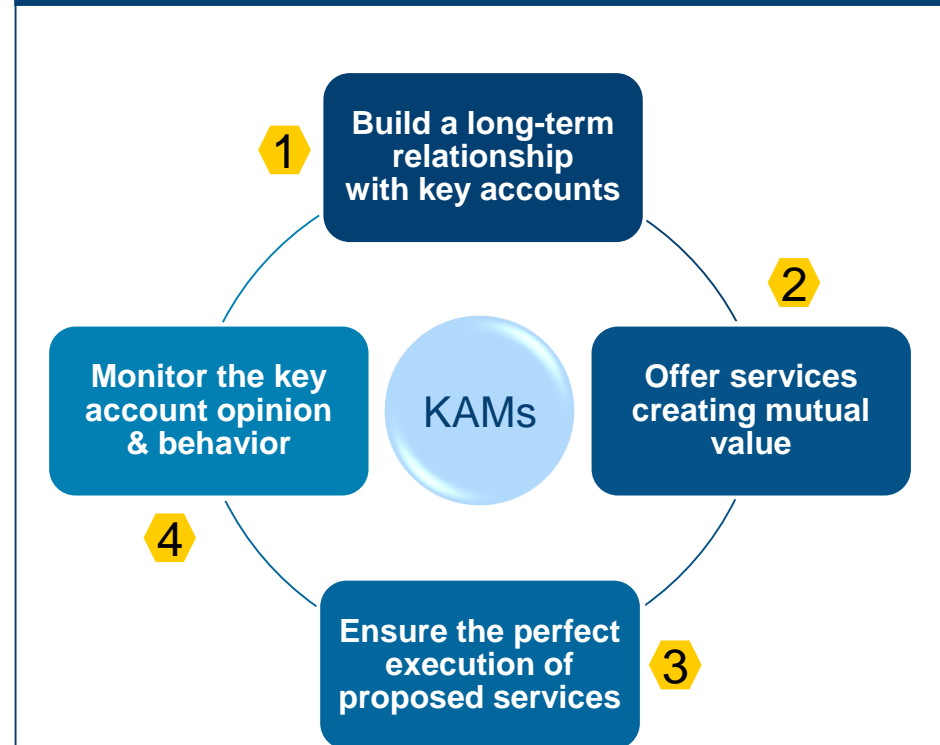 1
Build a long-term
relationship
with key accounts
2
Offer services
creating mutual
value
KAMs
Monitor the key
account opinion
& behavior
4
Ensure the perfect
execution of
proposed services
3